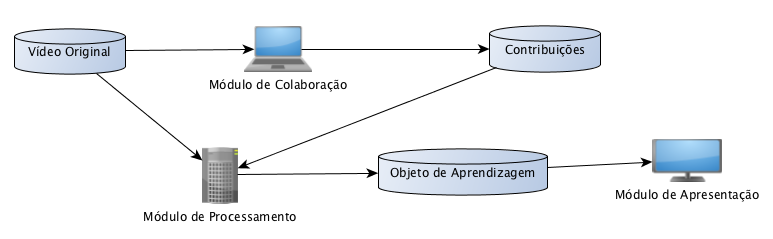 Vídeo Original
Contribuições
Módulo de Colaboração
Objeto de Aprendizagem
Módulo de Apresentação
Módulo de Processamento